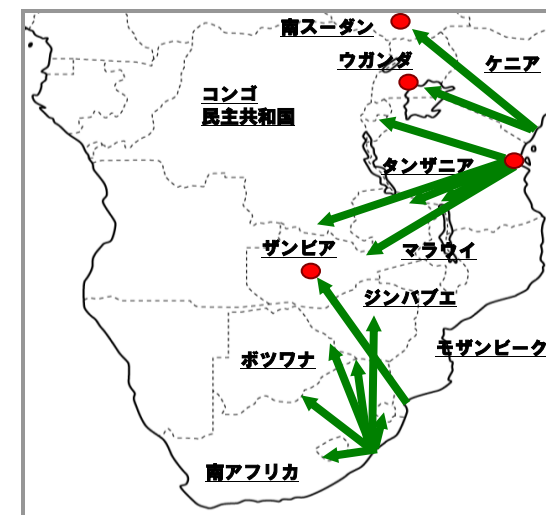 南スーダン
ウガンダ
ケニア
コンゴ
民主共和国
タンザニア
ザンビア
マラウイ
ジンバブエ
モザンビーク
ボツワナ
南アフリカ